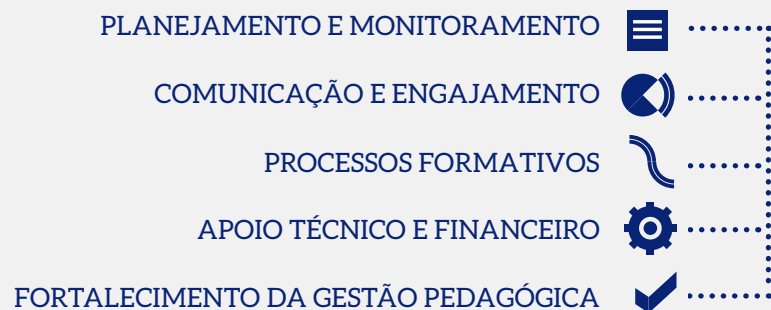 PLANEJAMENTO E MONITORAMENTO
COMUNICAÇÃO E ENGAJAMENTO
PROCESSOS FORMATIVOS
APOIO TÉCNICO E FINANCEIRO
FORTALECIMENTO DA GESTÃO PEDAGÓGICA